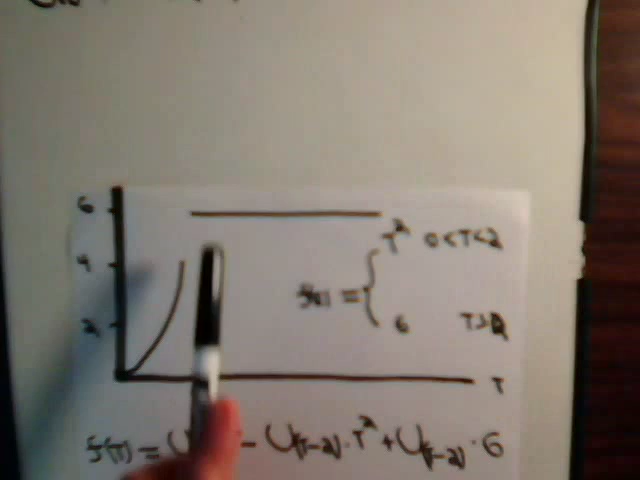 6
T² 0<T<2
4
f(t) = {
2
6 T>2
T
f(T) = U - U(T-2)·T² + U(T-2)·6